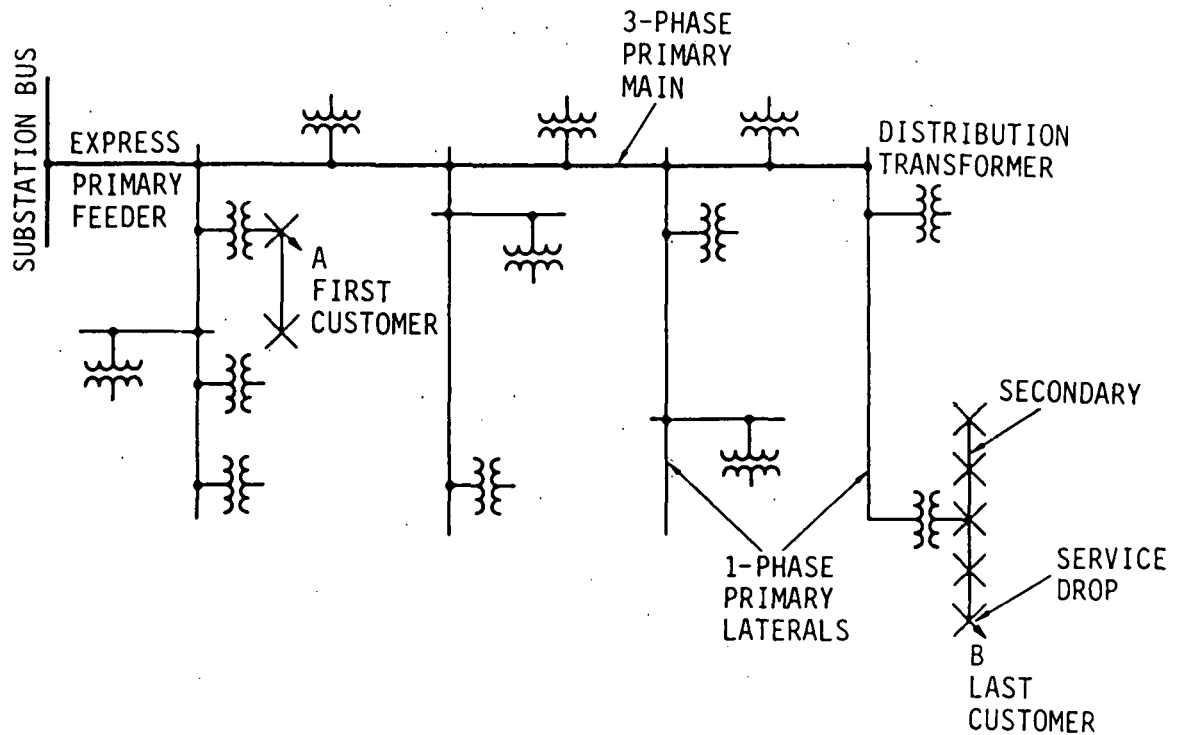 3-PHASE
PRIMARY
MAIN
SUBSTATION BUS
EXPRESS
PRIMARY
FEEDER
DISTRIBUTION
TRANSFORMER
A
FIRST
CUSTOMER
SECONDARY
1-PHASE
PRIMARY
LATERALS
SERVICE
DROP
B
LAST
CUSTOMER